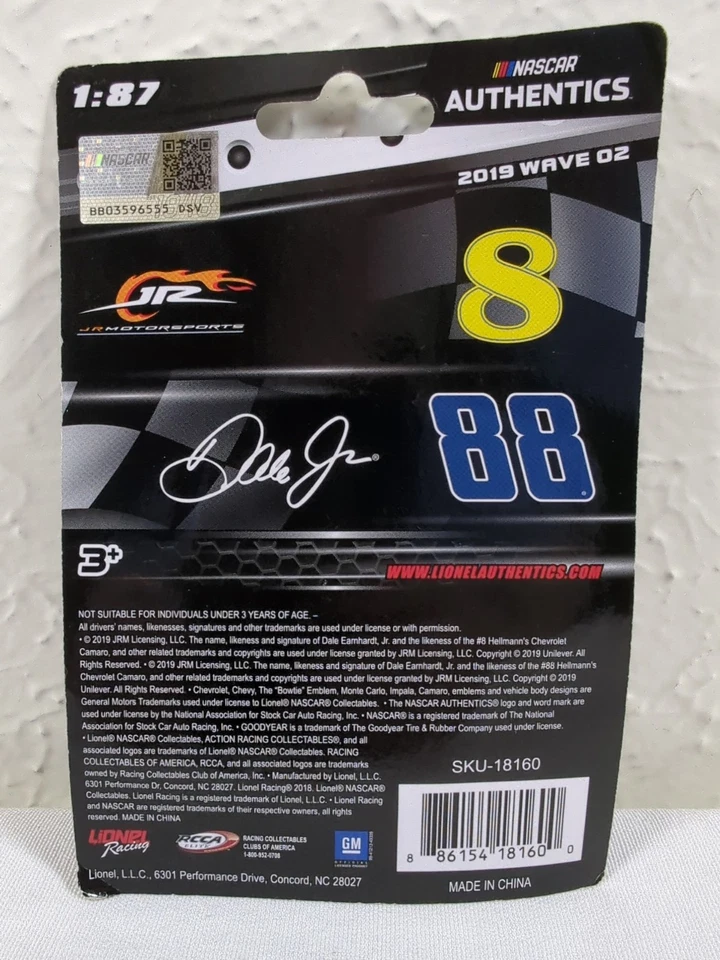 1:87
NASCAR
AUTHENTICS
NASCAR
BB03596555 DSV
2019 WAVE 02
8
JR
JR MOTORSPORTS
Dale Jr. ®
88®
3+
WWW.LIONELAUTHENTICS.COM
NOT SUITABLE FOR INDIVIDUALS UNDER 3 YEARS OF AGE. –
All drivers' names, likenesses, signatures and other trademarks are used under license or with permission.
• © 2019 JRM Licensing, LLC. The name, likeness and signature of Dale Earnhardt, Jr. and the likeness of the #8 Hellmann's Chevrolet
Camaro, and other related trademarks and copyrights are used under license granted by JRM Licensing, LLC. Copyright © 2019 Unilever. All
Rights Reserved. • © 2019 JRM Licensing, LLC. The name, likeness and signature of Dale Earnhardt, Jr. and the likeness of the #88 Hellmann's
Chevrolet Camaro, and other related trademarks and copyrights are used under license granted by JRM Licensing, LLC. Copyright © 2019
Unilever. All Rights Reserved. • Chevrolet, Chevy, The "Bowtie" Emblem, Monte Carlo, Impala, Camaro, emblems and vehicle body designs are
General Motors Trademarks used under license to Lionel® NASCAR® Collectables. • The NASCAR AUTHENTICS® logo and word mark are
used under license by the National Association for Stock Car Auto Racing, Inc. • NASCAR® is a registered trademark of The National
Association for Stock Car Auto Racing, Inc. • GOODYEAR is a trademark of The Goodyear Tire & Rubber Company used under license.
• Lionel® NASCAR® Collectables, ACTION RACING COLLECTABLES®, and all
associated logos are trademarks of Lionel® NASCAR® Collectables. RACING
COLLECTABLES OF AMERICA, RCCA, and all associated logos are trademarks
owned by Racing Collectables Club of America, Inc. • Manufactured by Lionel, L.L.C.
6301 Performance Dr, Concord, NC 28027. Lionel Racing® 2018. Lionel® NASCAR®
Collectables. Lionel Racing is a registered trademark of Lionel, L.L.C. • Lionel Racing
and NASCAR are registered trademarks of their respective owners, all rights
reserved. MADE IN CHINA
SKU-18160
8 86154 18160 0
MADE IN CHINA
LIONEL
Racing
RCCA
ELITE
RACING COLLECTABLES
CLUBS OF AMERICA
1-800-952-0708
GM
Lionel, L.L.C., 6301 Performance Drive, Concord, NC 28027